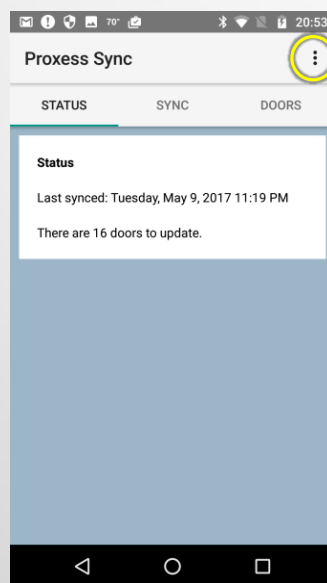 70° 20:53
Proxess Sync
STATUS SYNC DOORS
Status
Last synced: Tuesday, May 9, 2017 11:19 PM
There are 16 doors to update.